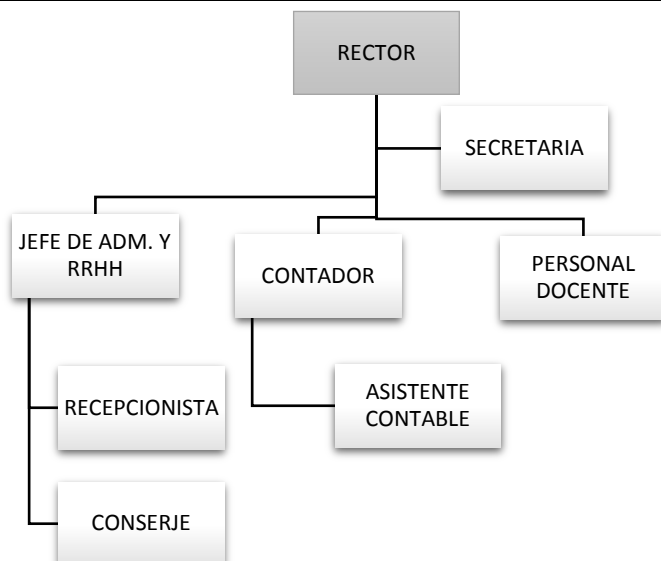 RECTOR
SECRETARIA
JEFE DE ADM. Y
RRHH
CONTADOR
PERSONAL
DOCENTE
RECEPCIONISTA
ASISTENTE
CONTABLE
CONSERJE